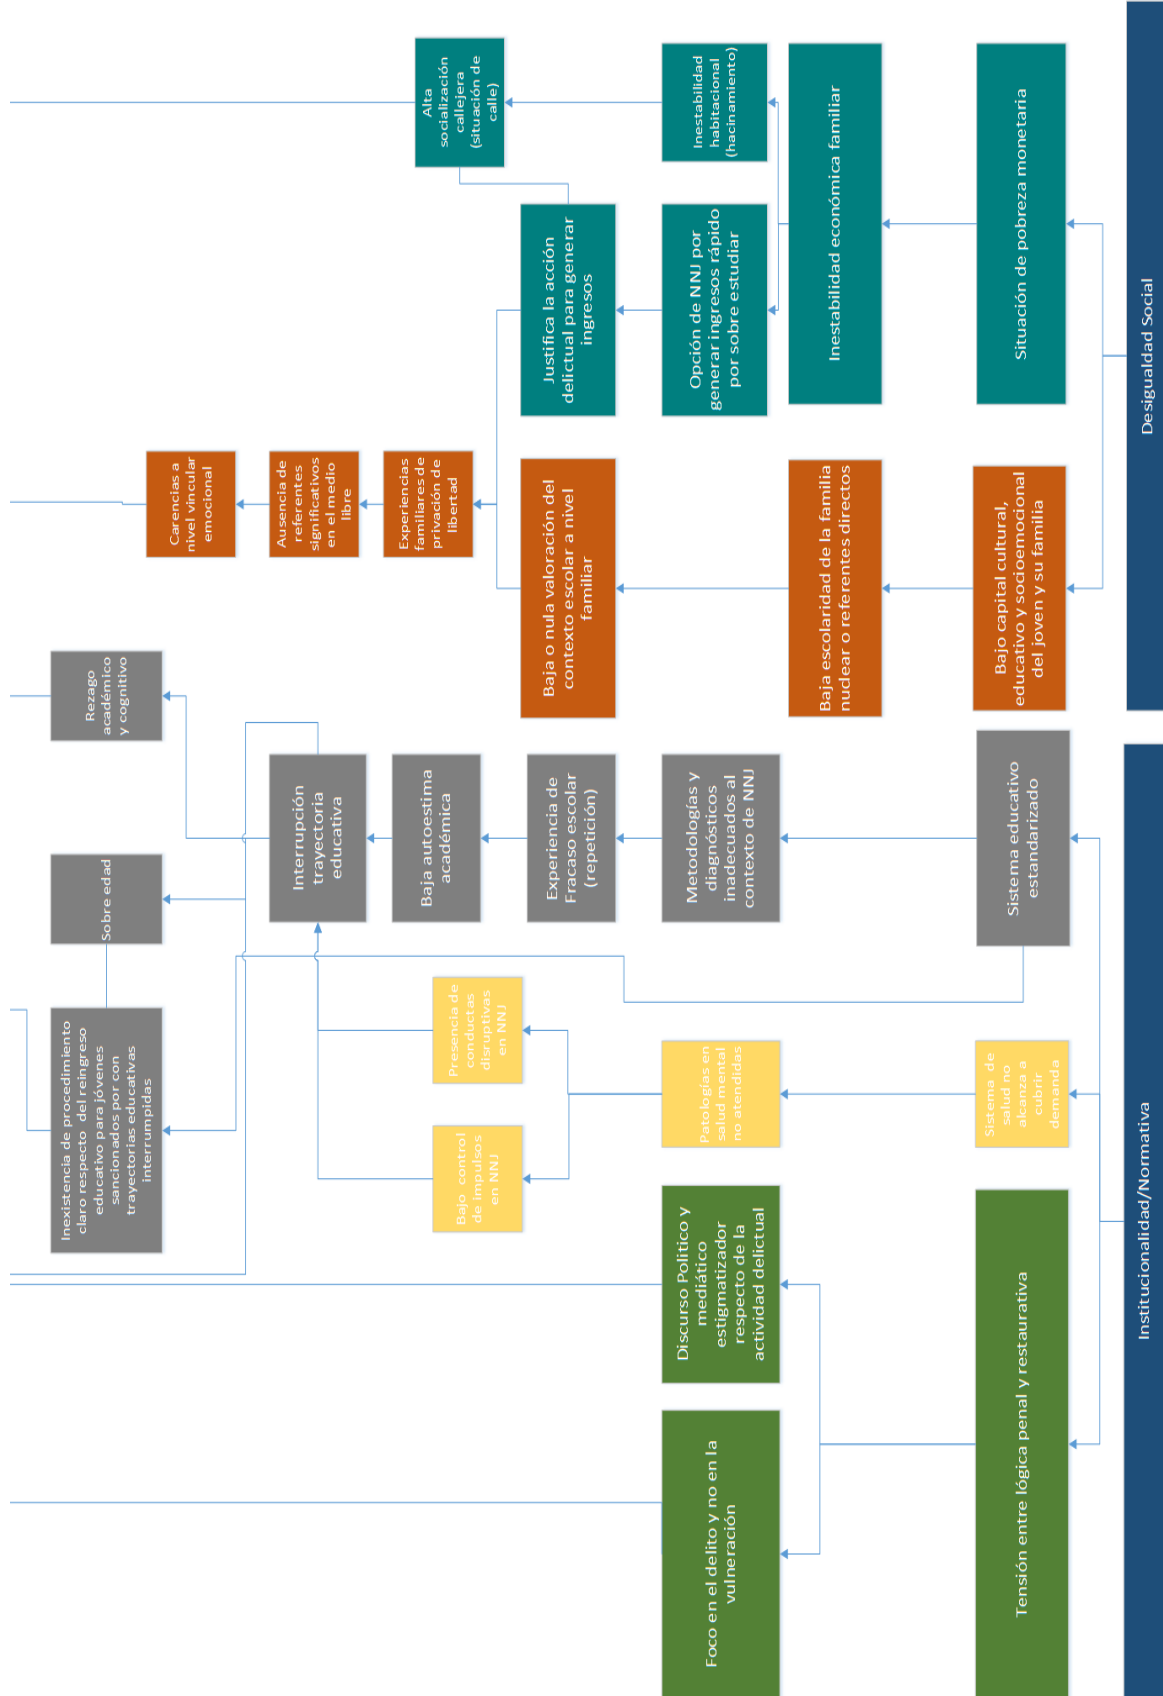 Inexistencia de procedimiento
claro respecto del reingreso
educativo para jóvenes
sancionados por con
trayectorias educativas
interrumpidas
Sobre edad
Rezago
académico
y cognitivo
Carencias a
nivel vincular
emocional
Interrupción
trayectoria
educativa
Ausencia de
referentes
significativos
en el medio
libre
Bajo control
de impulsos
en NNJ
Presencia de
conductas
disruptivas
en NNJ
Baja autoestima
académica
Experiencias
familiares de
privación de
libertad
Alta
socialización
callejera
(situación de
calle)
Experiencia de
Fracaso escolar
(repetición)
Baja o nula valoración del
contexto escolar a nivel
familiar
Justifica la acción
delictual para generar
ingresos
Foco en el delito y no en la
vulneración
Discurso Politico y
mediático
estigmatizador
respecto de la
actividad delictual
Patologías en
salud mental
no atendidas
Metodologías y
diagnósticos
inadecuados al
contexto de NNJ
Opción de NNJ por
generar ingresos rápido
por sobre estudiar
Inestabilidad
habitacional
(hacinamiento)
Baja escolaridad de la familia
nuclear o referentes directos
Inestabilidad económica familiar
Tensión entre lógica penal y restaurativa
Sistema de
salud no
alcanza a
cubrir
demanda
Sistema educativo
estandarizado
Bajo capital cultural,
educativo y socioemocional
del joven y su familia
Situación de pobreza monetaria
Institucionalidad/Normativa
Desigualdad Social